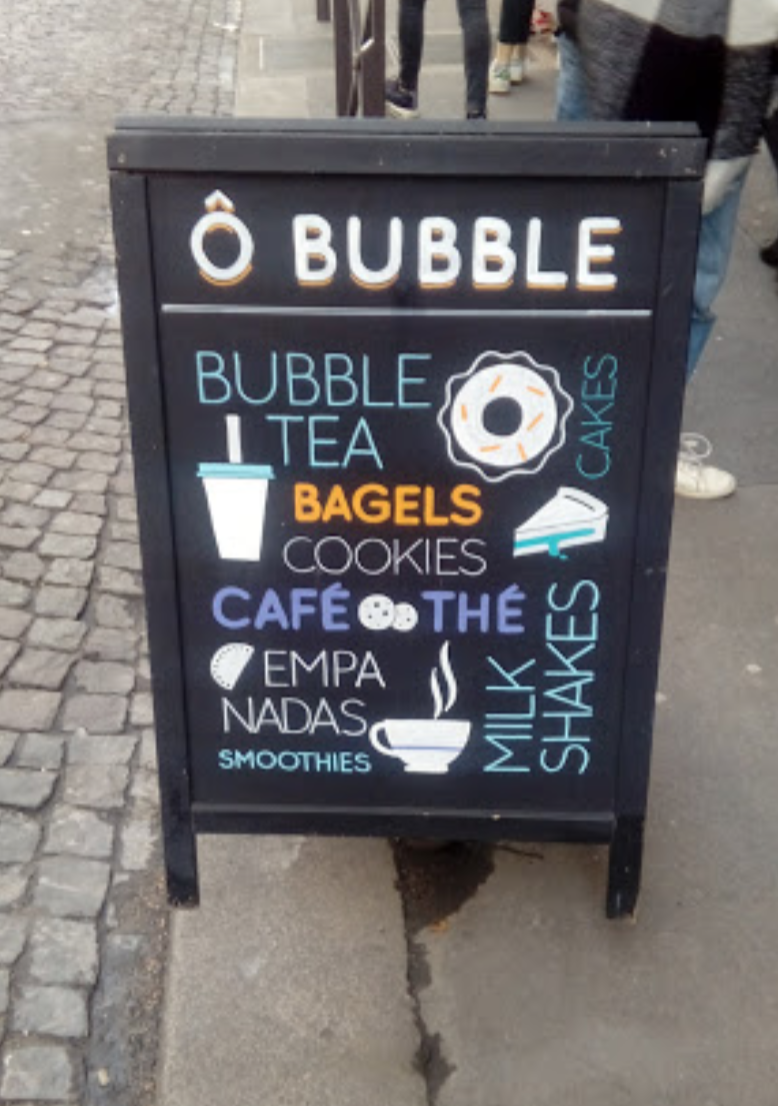 Ô BUBBLE
BUBBLE
TEA
CAKES
BAGELS
COOKIES
CAFÉ THÉ
EMPA
NADAS
SMOOTHIES
MILK
SHAKES